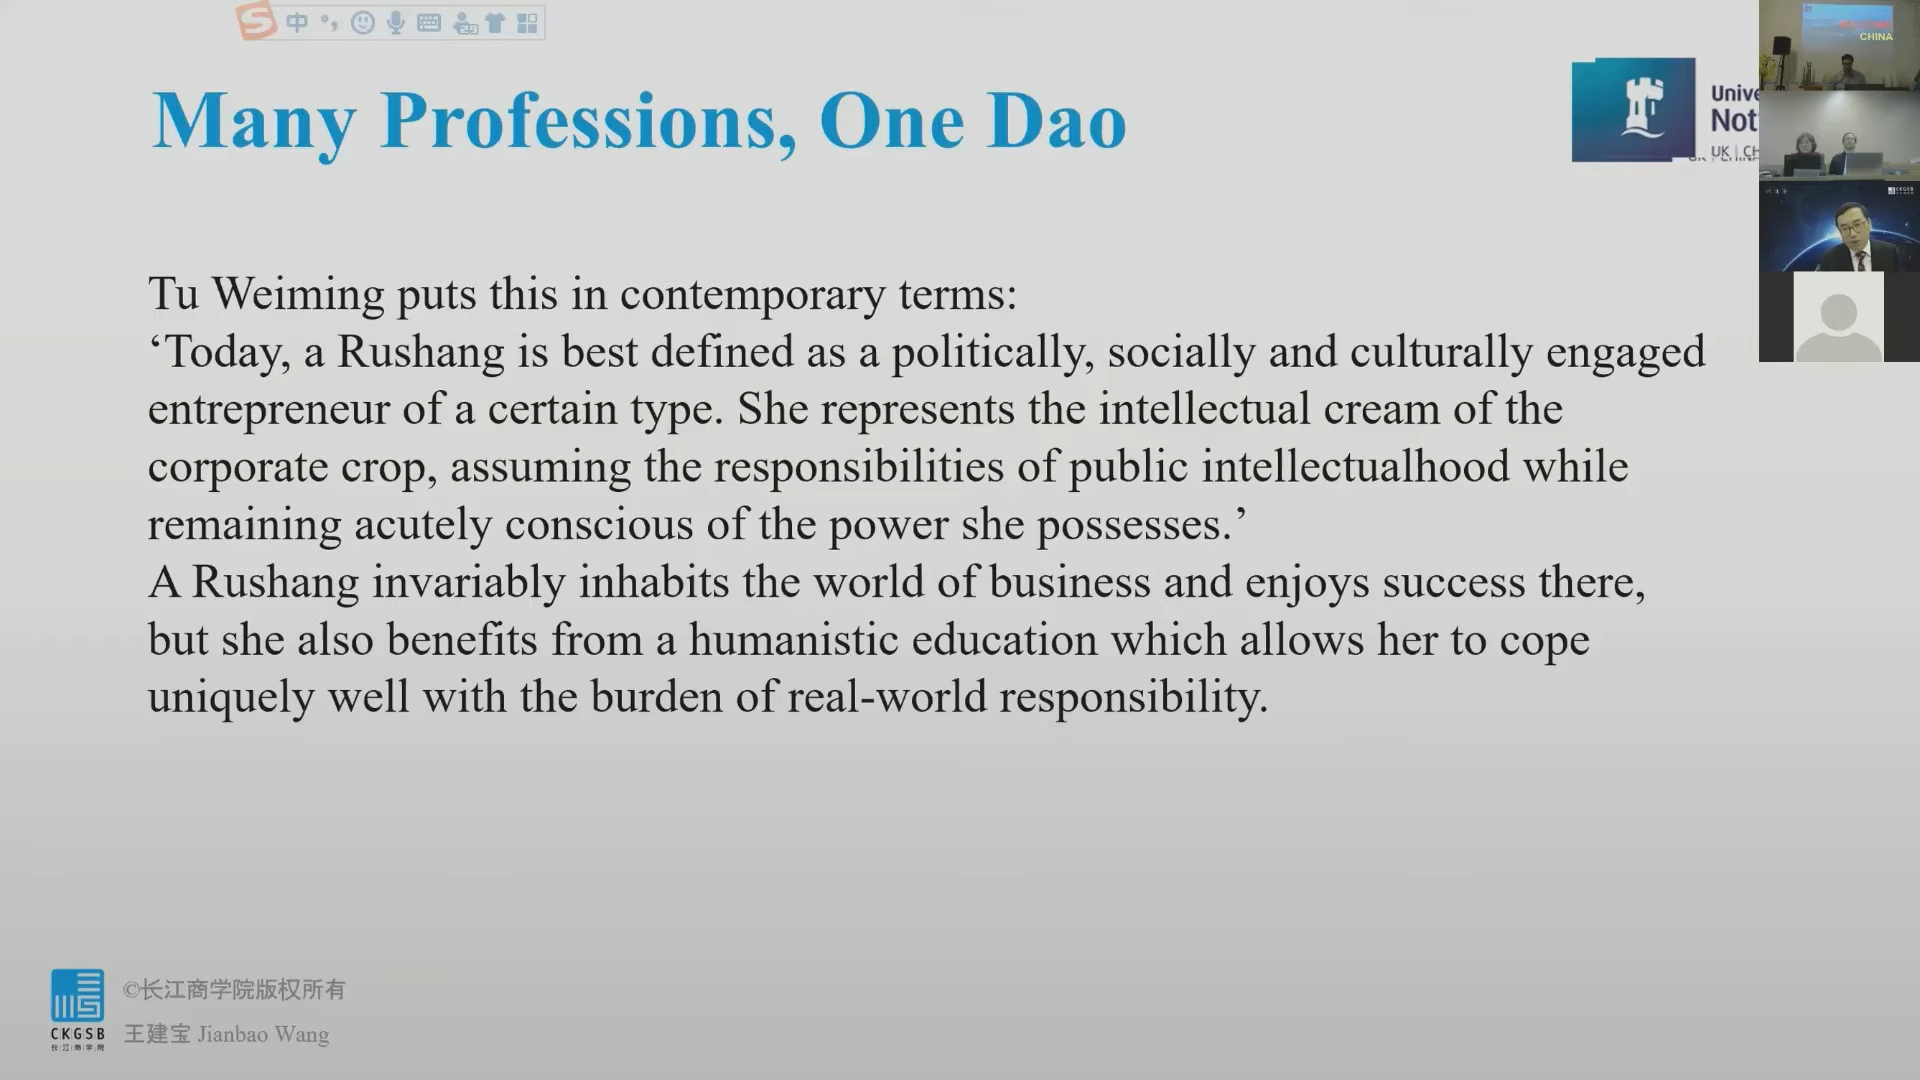 中
Many Professions, One Dao
CHINA
Unive
Not
UK | CH
Tu Weiming puts this in contemporary terms:
‘Today, a Rushang is best defined as a politically, socially and culturally engaged
entrepreneur of a certain type. She represents the intellectual cream of the
corporate crop, assuming the responsibilities of public intellectualhood while
remaining acutely conscious of the power she possesses.’
A Rushang invariably inhabits the world of business and enjoys success there,
but she also benefits from a humanistic education which allows her to cope
uniquely well with the burden of real-world responsibility.
©长江商学院版权所有
CKGSB
长江商学院
王建宝 Jianbao Wang